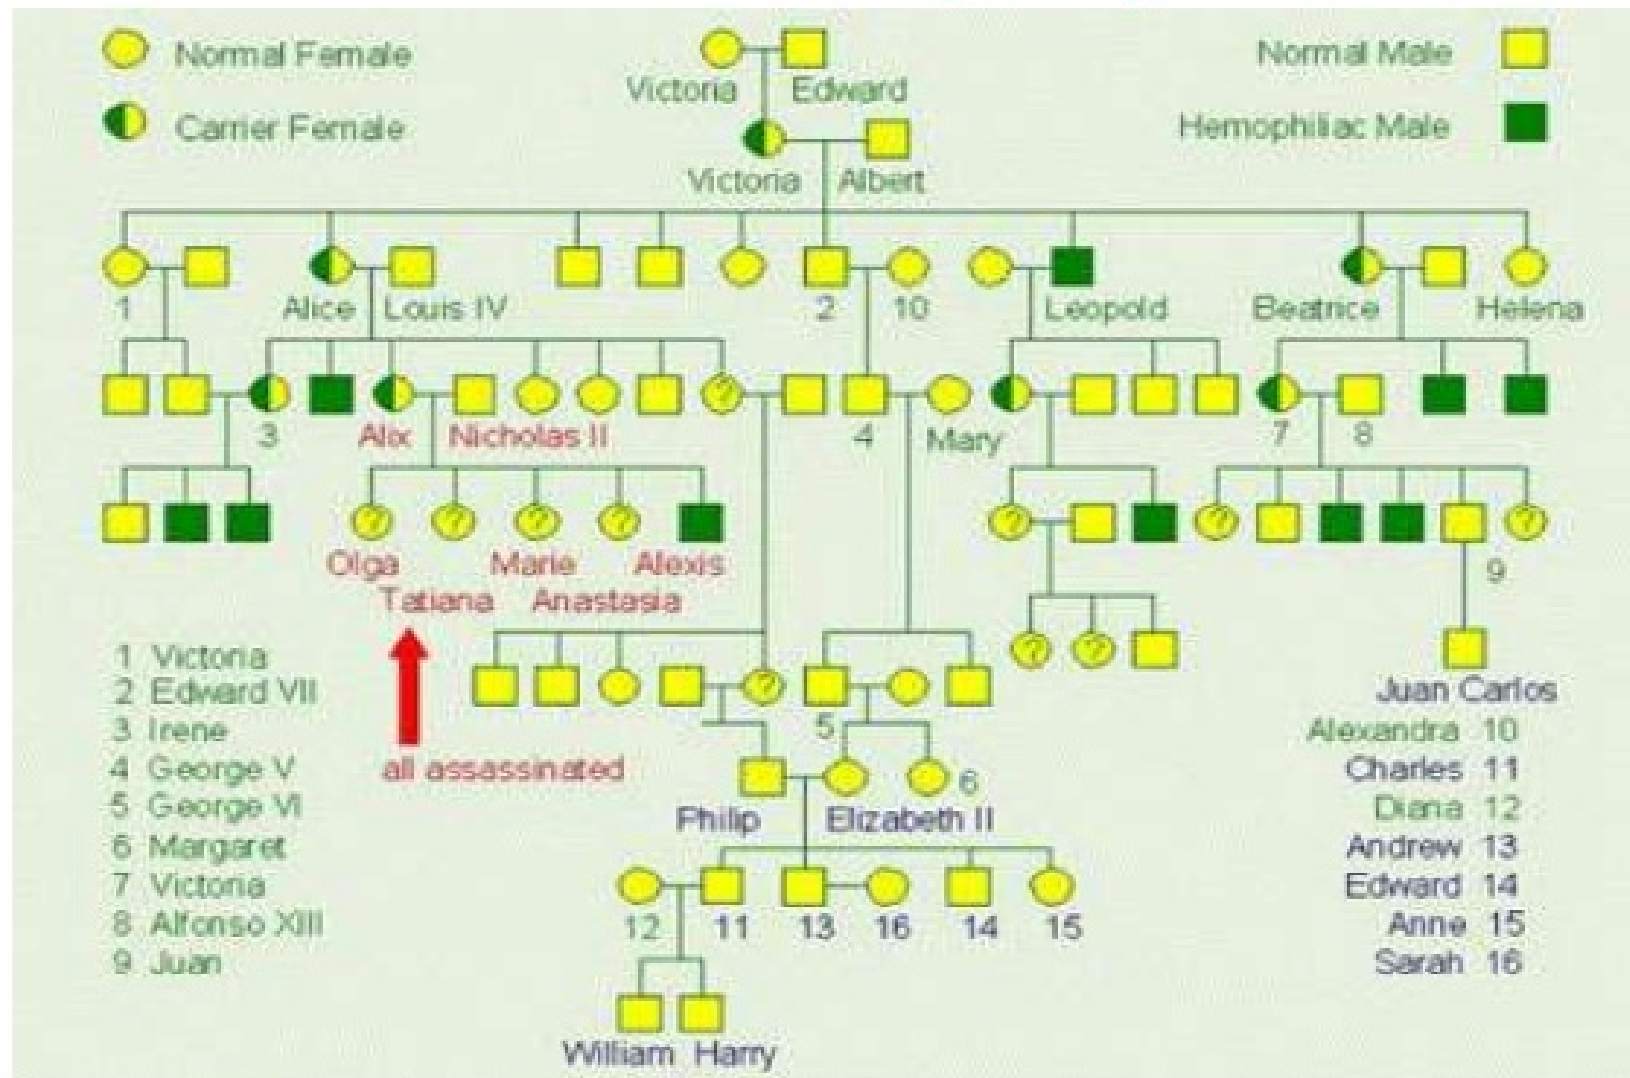 Normal Female
Normal Male
Victoria Edward
Carrier Female
Hemophiliac Male
Victoria Albert
1 Alice Louis IV 2 10 Leopold Beatrice Helena
? 
3 Alix Nicholas II 4 Mary 7 8
? ? ? ? ? ? ?
Olga Marie Alexis 9
Tatiana Anastasia
? ?
1 Victoria
2 Edward VII
3 Irene
4 George V
5 George VI
6 Margaret
7 Victoria
8 Alfonso XIII
9 Juan
all assassinated
?
5
6
Philip Elizabeth II
12 11 13 16 14 15
William Harry
Juan Carlos
Alexandra 10
Charles 11
Diana 12
Andrew 13
Edward 14
Anne 15
Sarah 16